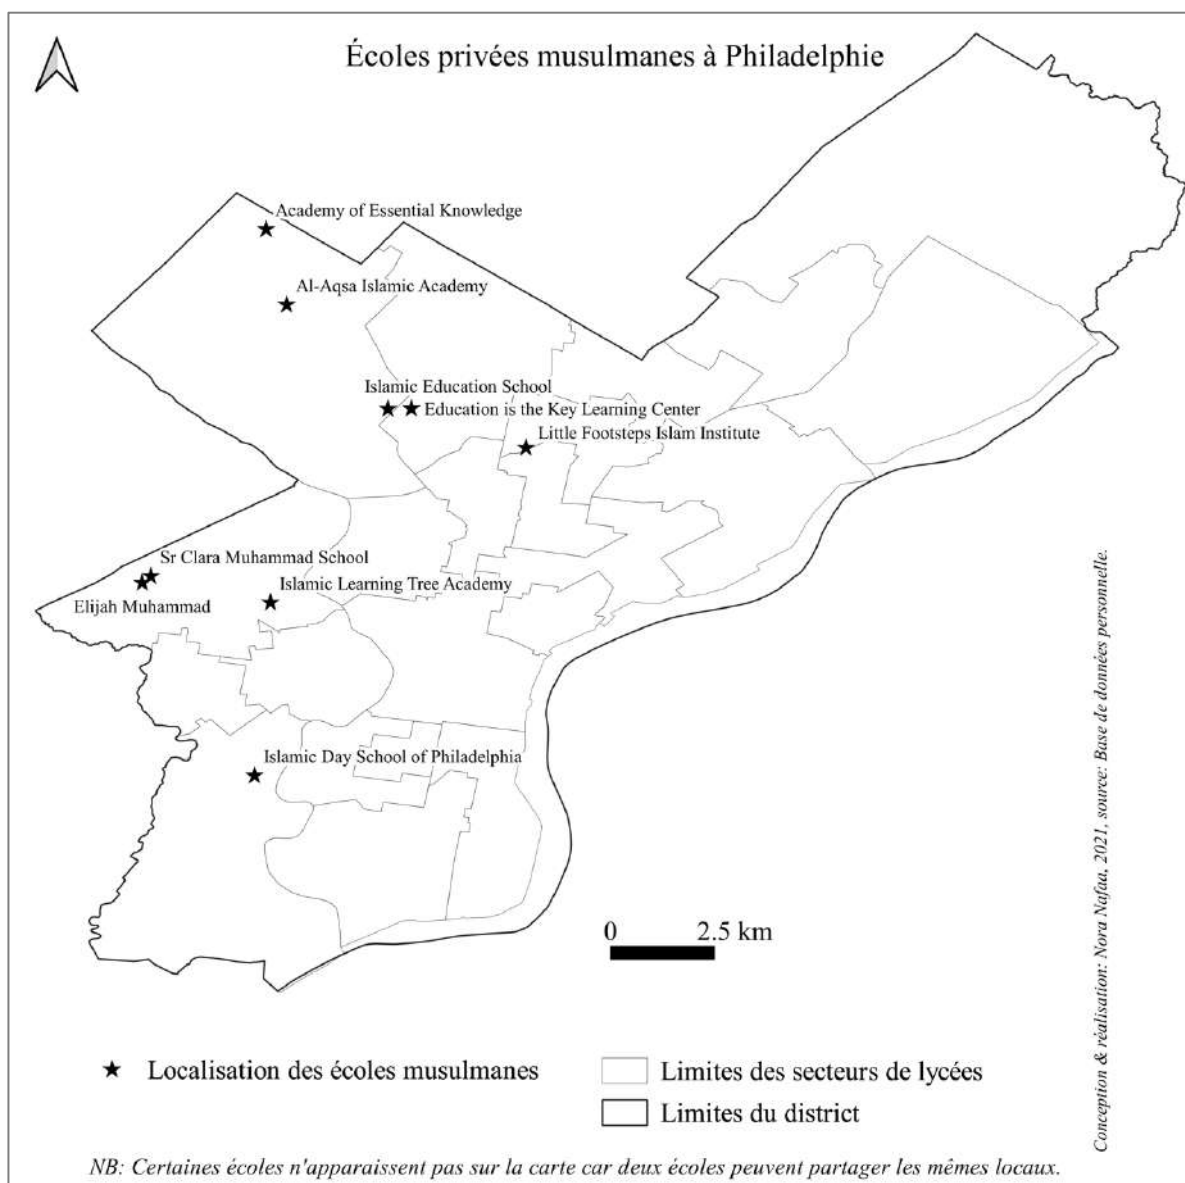 Écoles privées musulmanes à Philadelphie
Academy of Essential Knowledge
Al-Aqsa Islamic Academy
Islamic Education School
Education is the Key Learning Center
Little Footsteps Islam Institute
Sr Clara Muhammad School
Islamic Learning Tree Academy
Elijah Muhammad
Islamic Day School of Philadelphia
0 2.5 km
Conception & réalisation: Nora Nafaa, 2021, source: Base de données personnelle.
Localisation des écoles musulmanes
Limites des secteurs de lycées
Limites du district
NB: Certaines écoles n'apparaissent pas sur la carte car deux écoles peuvent partager les mêmes locaux.